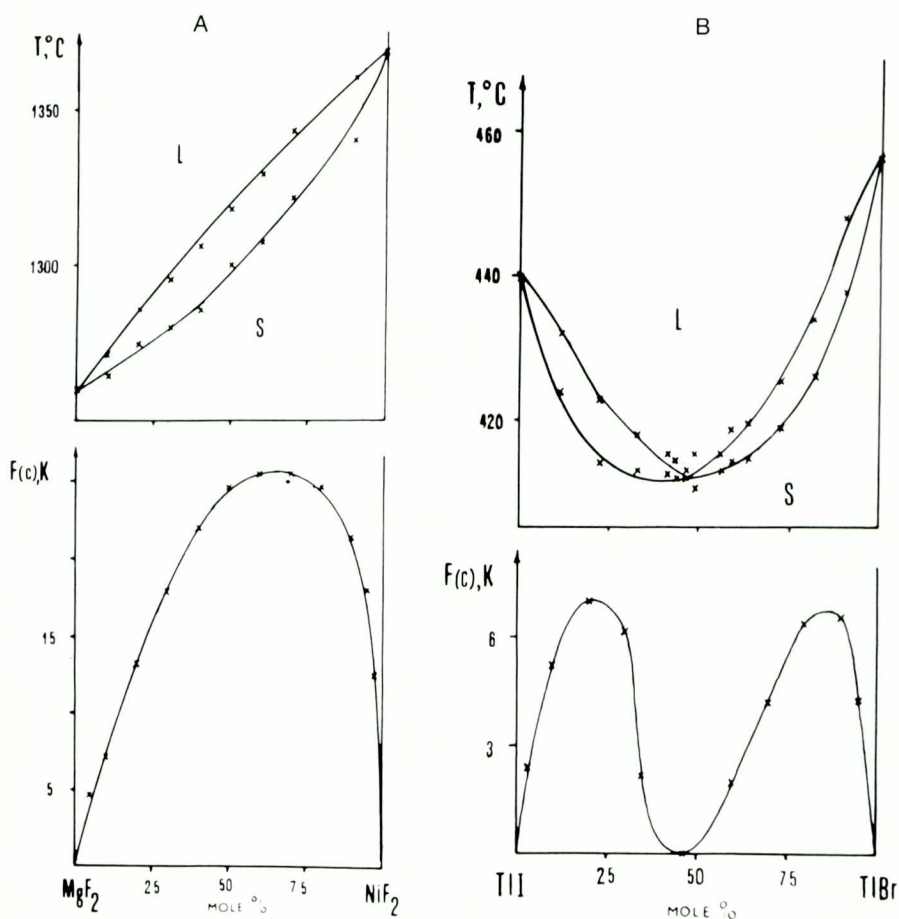 A
T,°C
1350
1300
L
S
F(c),K
15
5
MgF2
25
50
75
NiF2
MOLE %
B
T,°C
460
440
420
L
S
F(c),K
6
3
TlI
25
50
75
TlBr
MOLE %